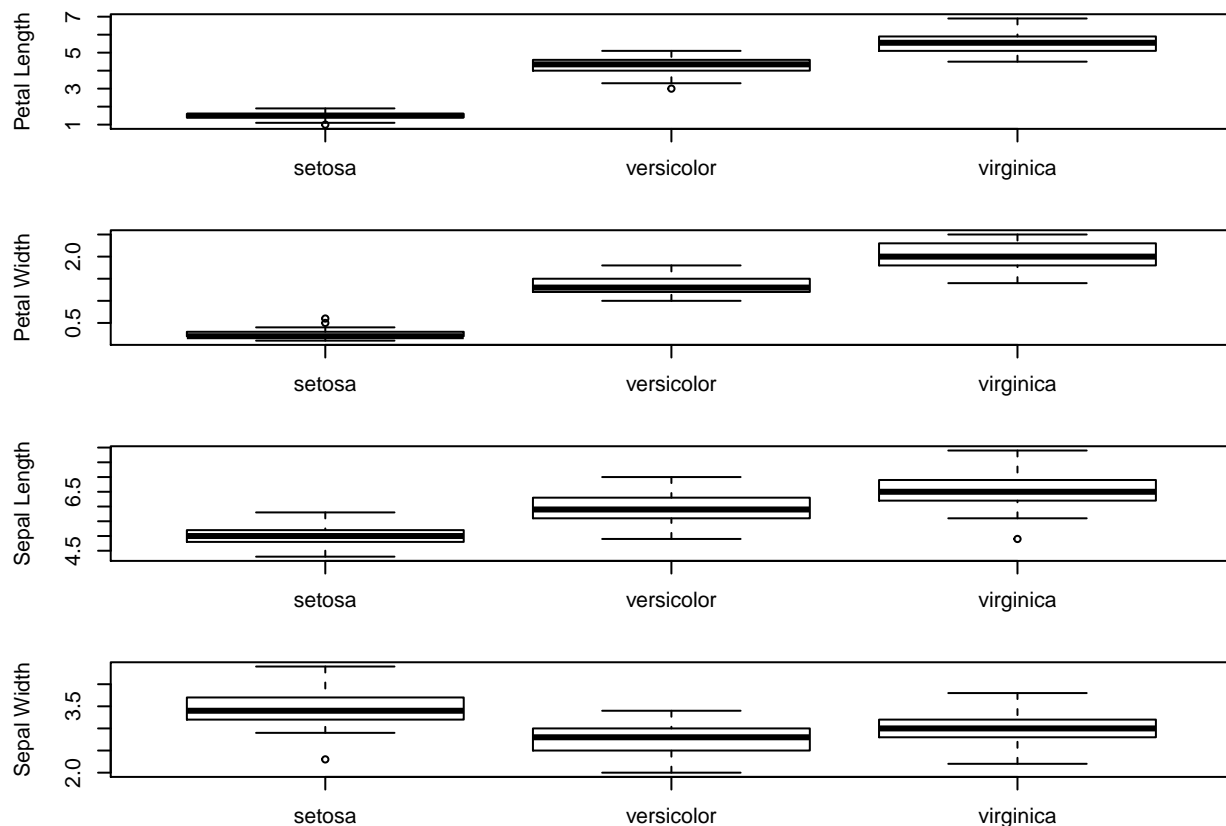 Petal Length
7
5
3
1
setosa versicolor virginica
Petal Width
2.0
0.5
setosa versicolor virginica
Sepal Length
6.5
4.5
setosa versicolor virginica
Sepal Width
3.5
2.0
setosa versicolor virginica